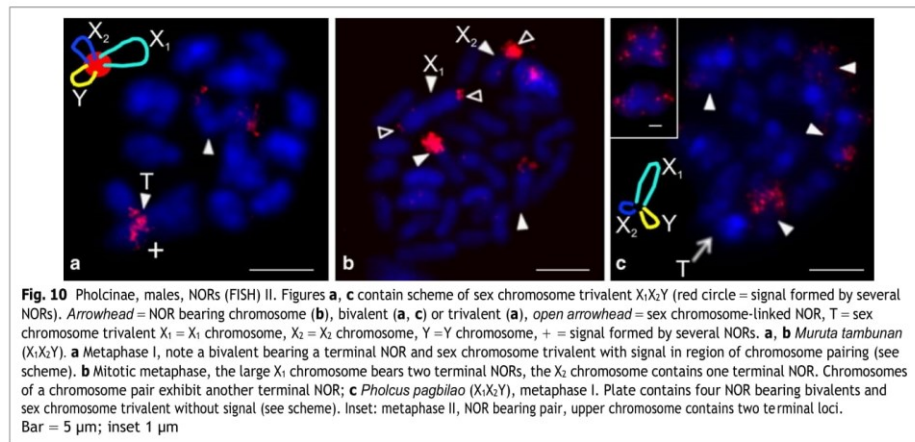 X₂
X₁
Y
T
+
a
X₂
X₁
b
X₁
X₂
Y
T
c
Fig. 10 Pholcinae, males, NORs (FISH) II. Figures a, c contain scheme of sex chromosome trivalent X₁X₂Y (red circle = signal formed by several
NORs). Arrowhead = NOR bearing chromosome (b), bivalent (a, c) or trivalent (a), open arrowhead = sex chromosome-linked NOR, T = sex
chromosome trivalent X₁ = X₁ chromosome, X₂ = X₂ chromosome, Y =Y chromosome, + = signal formed by several NORs. a, b Muruta tambunan
(X₁X₂Y). a Metaphase I, note a bivalent bearing a terminal NOR and sex chromosome trivalent with signal in region of chromosome pairing (see
scheme). b Mitotic metaphase, the large X₁ chromosome bears two terminal NORs, the X₂ chromosome contains one terminal NOR. Chromosomes
of a chromosome pair exhibit another terminal NOR; c Pholcus pagbilao (X₁X₂Y), metaphase I. Plate contains four NOR bearing bivalents and
sex chromosome trivalent without signal (see scheme). Inset: metaphase II, NOR bearing pair, upper chromosome contains two terminal loci.
Bar = 5 μm; inset 1 μm